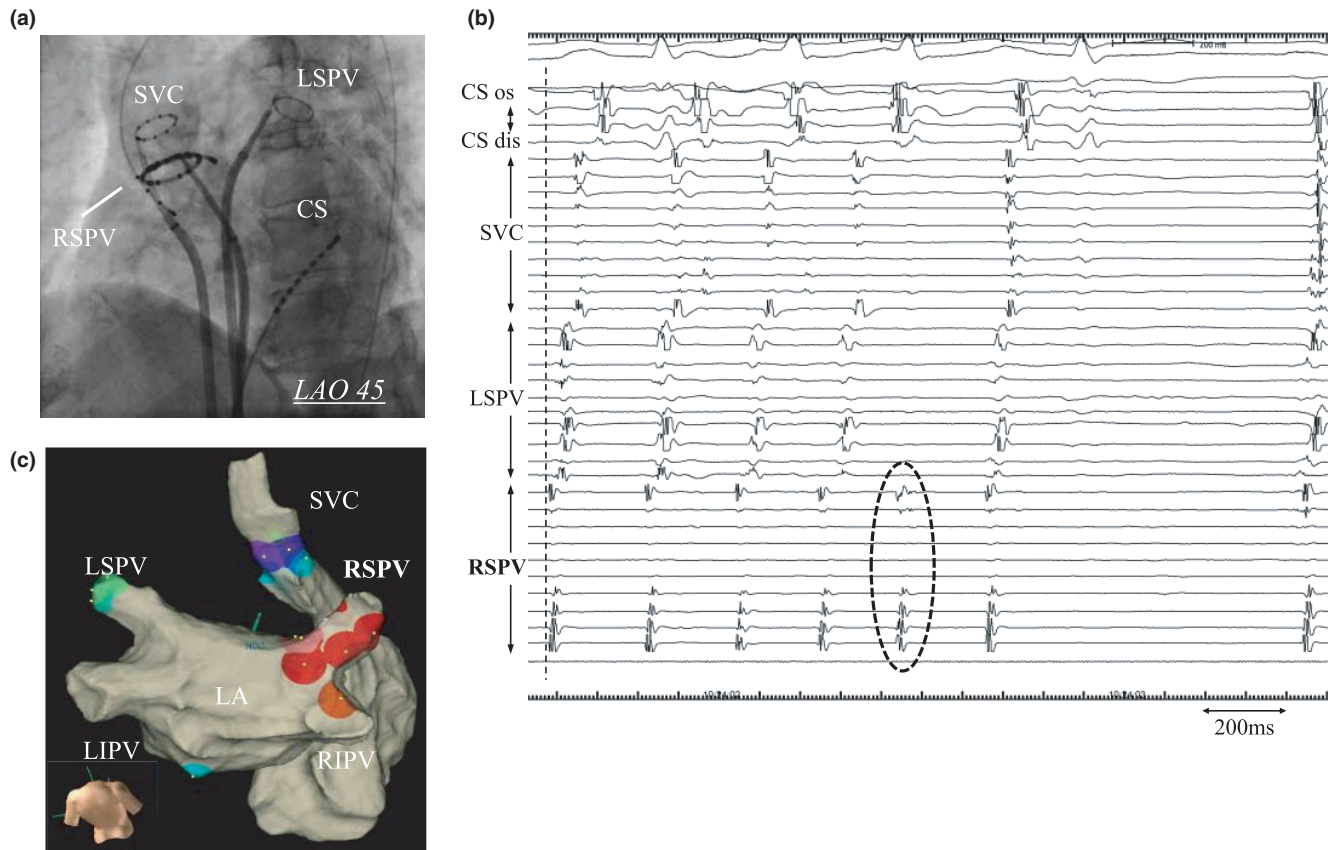 (a)
SVC
LSPV
RSPV
CS
LAO 45
(b)
200 ms
CS os
CS dis
SVC
LSPV
RSPV
200ms
(c)
SVC
LSPV
RSPV
LA
LIPV
RIPV